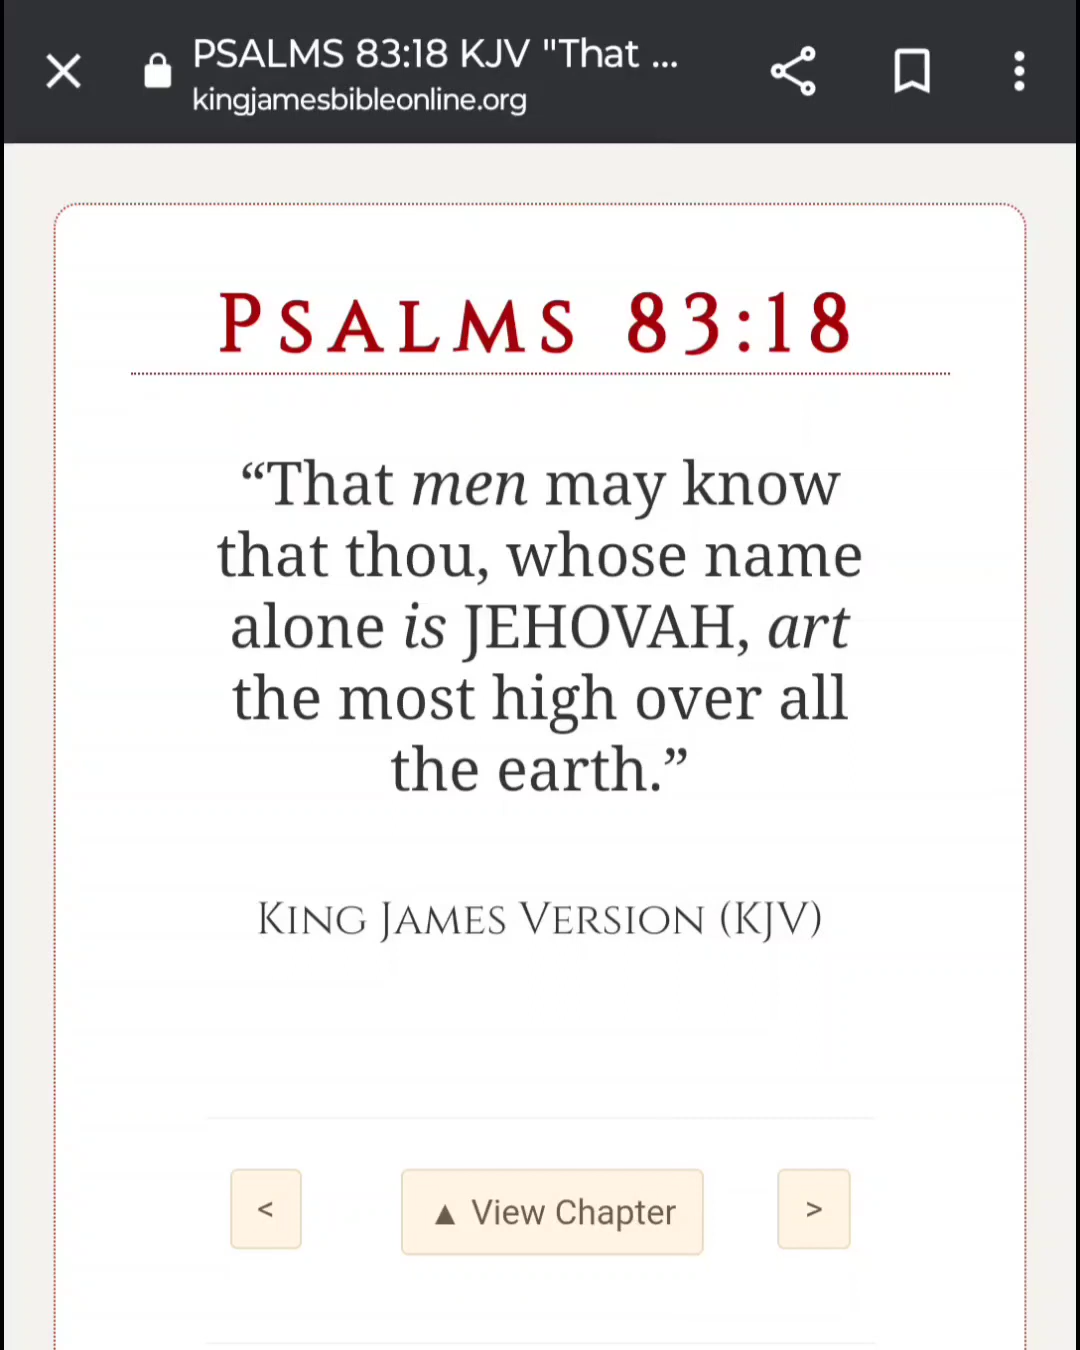 PSALMS 83:18 KJV "That ...
kingjamesbibleonline.org
PSALMS 83:18
“That men may know
that thou, whose name
alone is JEHOVAH, art
the most high over all
the earth.”
KING JAMES VERSION (KJV)
<
▲ View Chapter
>